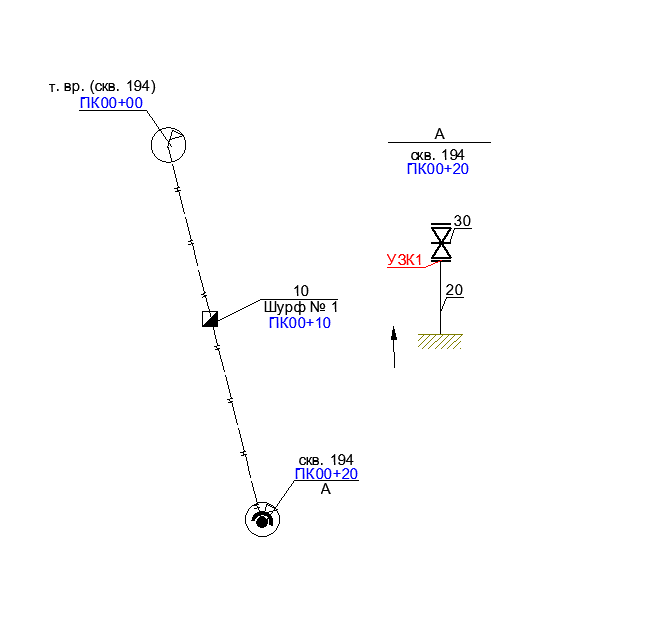 т. вр. (скв. 194)
ПК00+00
А
скв. 194
ПК00+20
30
УЗК1
20
10
Шурф № 1
ПК00+10
скв. 194
ПК00+20
А